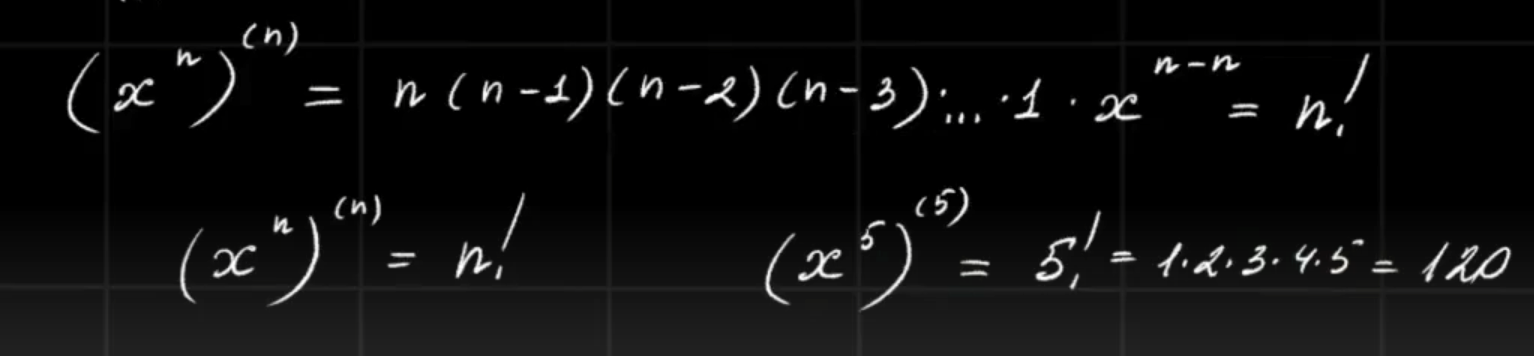 (x^n)^(n) = n(n-1)(n-2)(n-3)·...·1·x^(n-n) = n!
(x^n)^(n) = n! (x^5)^(5) = 5! = 1·2·3·4·5 = 120